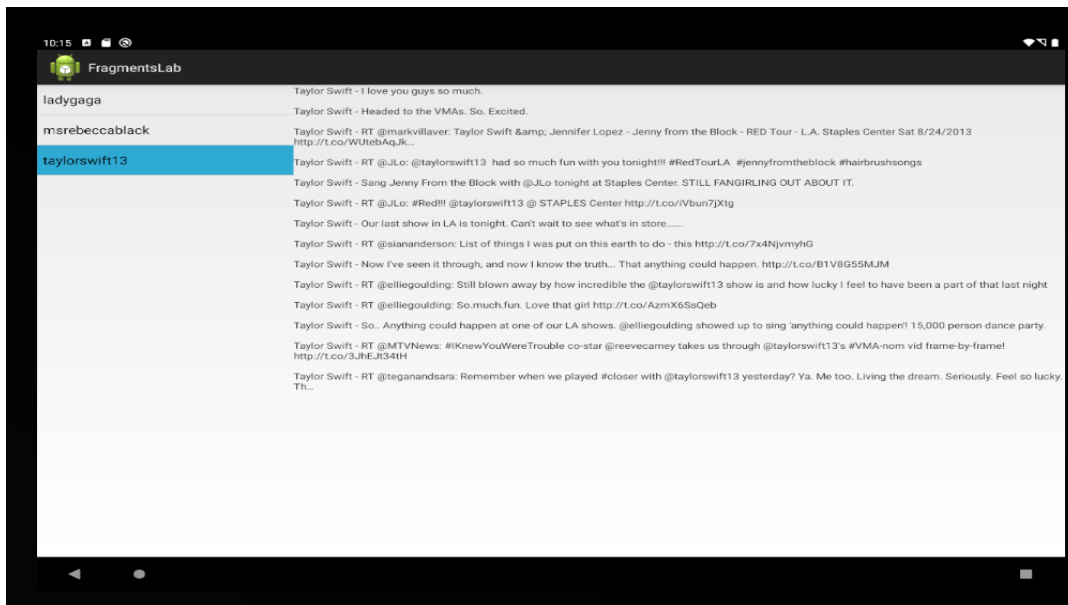 10:15
FragmentsLab
ladygaga
msrebeccablack
taylorswift13
Taylor Swift - I love you guys so much.
Taylor Swift - Headed to the VMAs. So. Excited.
Taylor Swift - RT @markvillaver: Taylor Swift &amp; Jennifer Lopez - Jenny from the Block - RED Tour - L.A. Staples Center Sat 8/24/2013
http://t.co/WUtebAqJk...
Taylor Swift - RT @JLo: @taylorswift13  had so much fun with you tonight!!! #RedTourLA  #jennyfromtheblock #hairbrushsongs
Taylor Swift - Sang Jenny From the Block with @JLo tonight at Staples Center. STILL FANGIRLING OUT ABOUT IT.
Taylor Swift - RT @JLo: #Red!!! @taylorswift13 @ STAPLES Center http://t.co/iVbun7jXtg
Taylor Swift - Our last show in LA is tonight. Can't wait to see what's in store......
Taylor Swift - RT @siananderson: List of things I was put on this earth to do - this http://t.co/7x4NjvmyhG
Taylor Swift - Now I've seen it through, and now I know the truth... That anything could happen. http://t.co/B1V8G55MJM
Taylor Swift - RT @elliegoulding: Still blown away by how incredible the @taylorswift13 show is and how lucky I feel to have been a part of that last night
Taylor Swift - RT @elliegoulding: So.much.fun. Love that girl http://t.co/AzmX6SsQeb
Taylor Swift - So.. Anything could happen at one of our LA shows. @elliegoulding showed up to sing 'anything could happen'! 15,000 person dance party.
Taylor Swift - RT @MTVNews: #IKnewYouWereTrouble co-star @reevecarney takes us through @taylorswift13's #VMA-nom vid frame-by-frame!
http://t.co/3JhEJt34tH
Taylor Swift - RT @teganandsara: Remember when we played #closer with @taylorswift13 yesterday? Ya. Me too. Living the dream. Seriously. Feel so lucky.
Th...